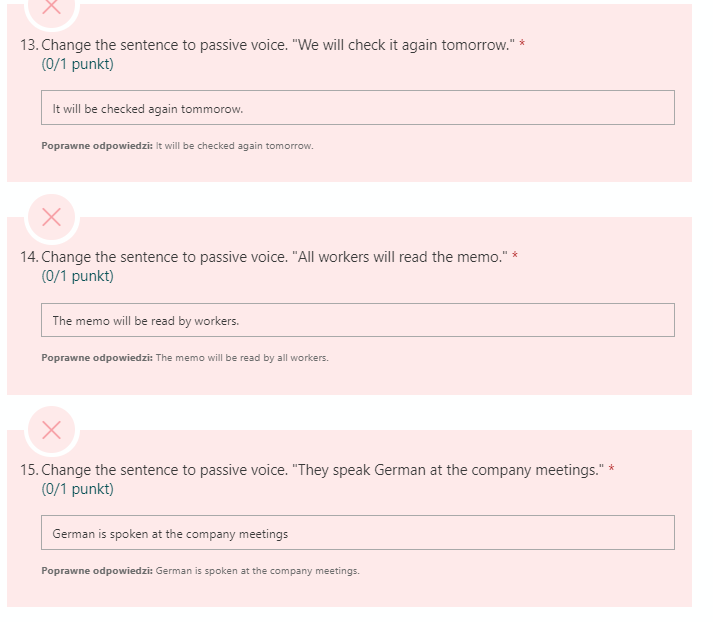 13. Change the sentence to passive voice. "We will check it again tomorrow." *
(0/1 punkt)
It will be checked again tommorow.
Poprawne odpowiedzi: It will be checked again tomorrow.
14. Change the sentence to passive voice. "All workers will read the memo." *
(0/1 punkt)
The memo will be read by workers.
Poprawne odpowiedzi: The memo will be read by all workers.
15. Change the sentence to passive voice. "They speak German at the company meetings." *
(0/1 punkt)
German is spoken at the company meetings
Poprawne odpowiedzi: German is spoken at the company meetings.